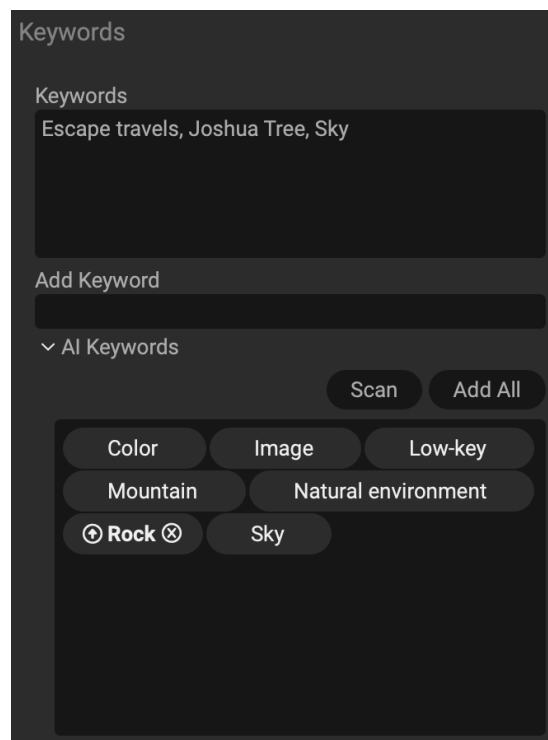 Keywords
Keywords
Escape travels, Joshua Tree, Sky
Add Keyword
AI Keywords
Scan Add All
Color Image Low-key
Mountain Natural environment
Rock Sky